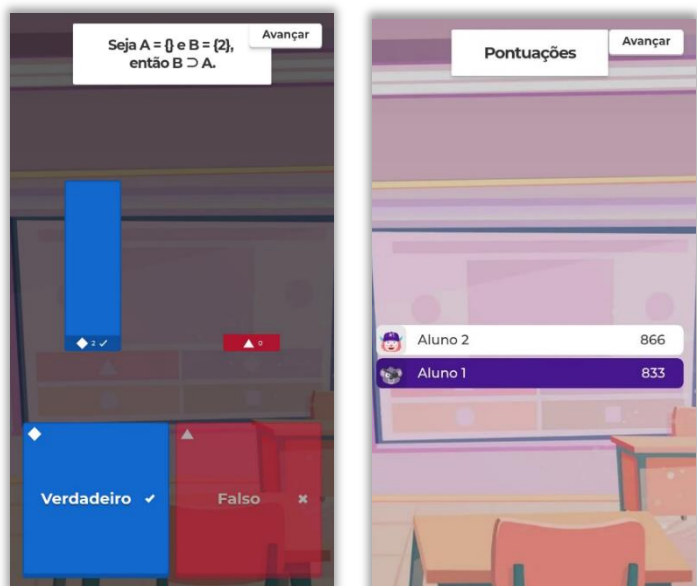 Seja A = {} e B = {2},
então B ⊃ A.
Avançar
2
0
Verdadeiro
Falso
Pontuações
Avançar
Aluno 2 866
Aluno 1 833